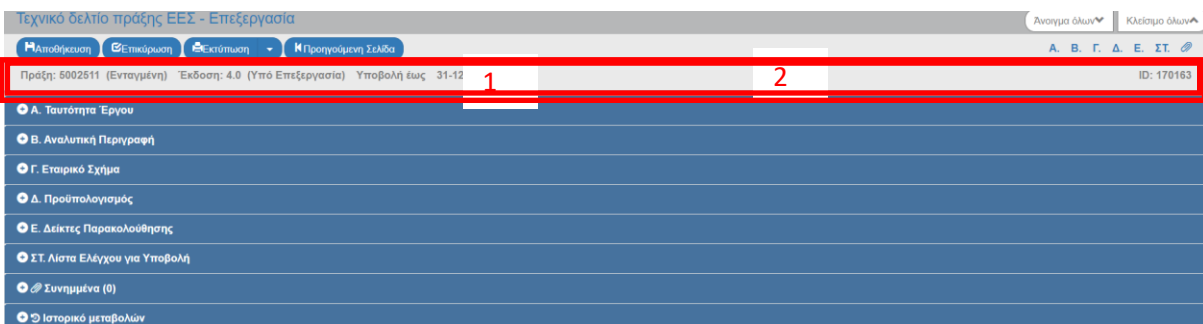 Τεχνικό δελτίο πράξης ΕΕΣ - Επεξεργασία
Άνοιγμα όλων Κλείσιμο όλων
Αποθήκευση Επικύρωση Εκτύπωση Προηγούμενη Σελίδα
Α. Β. Γ. Δ. Ε. ΣΤ.
Πράξη: 5002511 (Ενταγμένη) Έκδοση: 4.0 (Υπό Επεξεργασία) Υποβολή έως 31-12 1 2 ID: 170163
Α. Ταυτότητα Έργου
Β. Αναλυτική Περιγραφή
Γ. Εταιρικό Σχήμα
Δ. Προϋπολογισμός
Ε. Δείκτες Παρακολούθησης
ΣΤ. Λίστα Ελέγχου για Υποβολή
Συνημμένα (0)
Ιστορικό μεταβολών